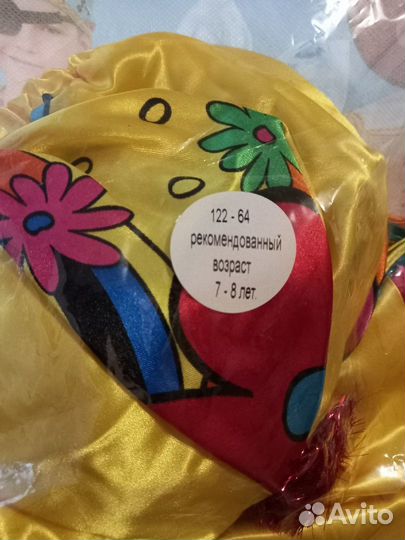 122 - 64
рекомендованный
возраст
7 - 8 лет.
Avito